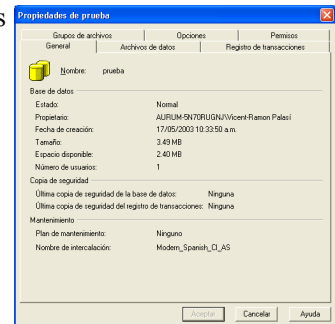 s
Propiedades de prueba
Grupos de archivos Opciones Permisos
General Archivos de datos Registro de transacciones
Nombre: prueba
Base de datos
Estado: Normal
Propietario: AURUM-5N70RUGNJ\Vicent-Ramon Palasí
Fecha de creación: 17/05/2003 10:33:50 a.m.
Tamaño: 3.49 MB
Espacio disponible: 2.40 MB
Número de usuarios: 1
Copia de seguridad
Última copia de seguridad de la base de datos: Ninguna
Última copia de seguridad del registro de transacciones: Ninguna
Mantenimiento
Plan de mantenimiento: Ninguno
Nombre de intercalación: Modern_Spanish_CI_AS
Aceptar Cancelar Ayuda